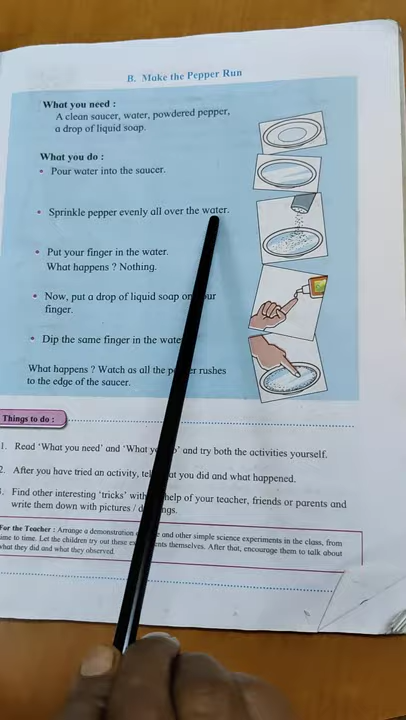 B. Make the Pepper Run
What you need :
A clean saucer, water, powdered pepper,
a drop of liquid soap.
What you do :
• Pour water into the saucer.
• Sprinkle pepper evenly all over the water.
• Put your finger in the water.
What happens ? Nothing.
• Now, put a drop of liquid soap on your
finger.
• Dip the same finger in the water
What happens ? Watch as all the pepper rushes
to the edge of the saucer.
Things to do :
1. Read ‘What you need’ and ‘What you do’ and try both the activities yourself.
2. After you have tried an activity, tell what you did and what happened.
3. Find other interesting ‘tricks’ with help of your teacher, friends or parents and
write them down with pictures /
For the Teacher : Arrange a demonstration and other simple science experiments in the class, from
time to time. Let the children try out these experiments themselves. After that, encourage them to talk about
what they did and what they observed.